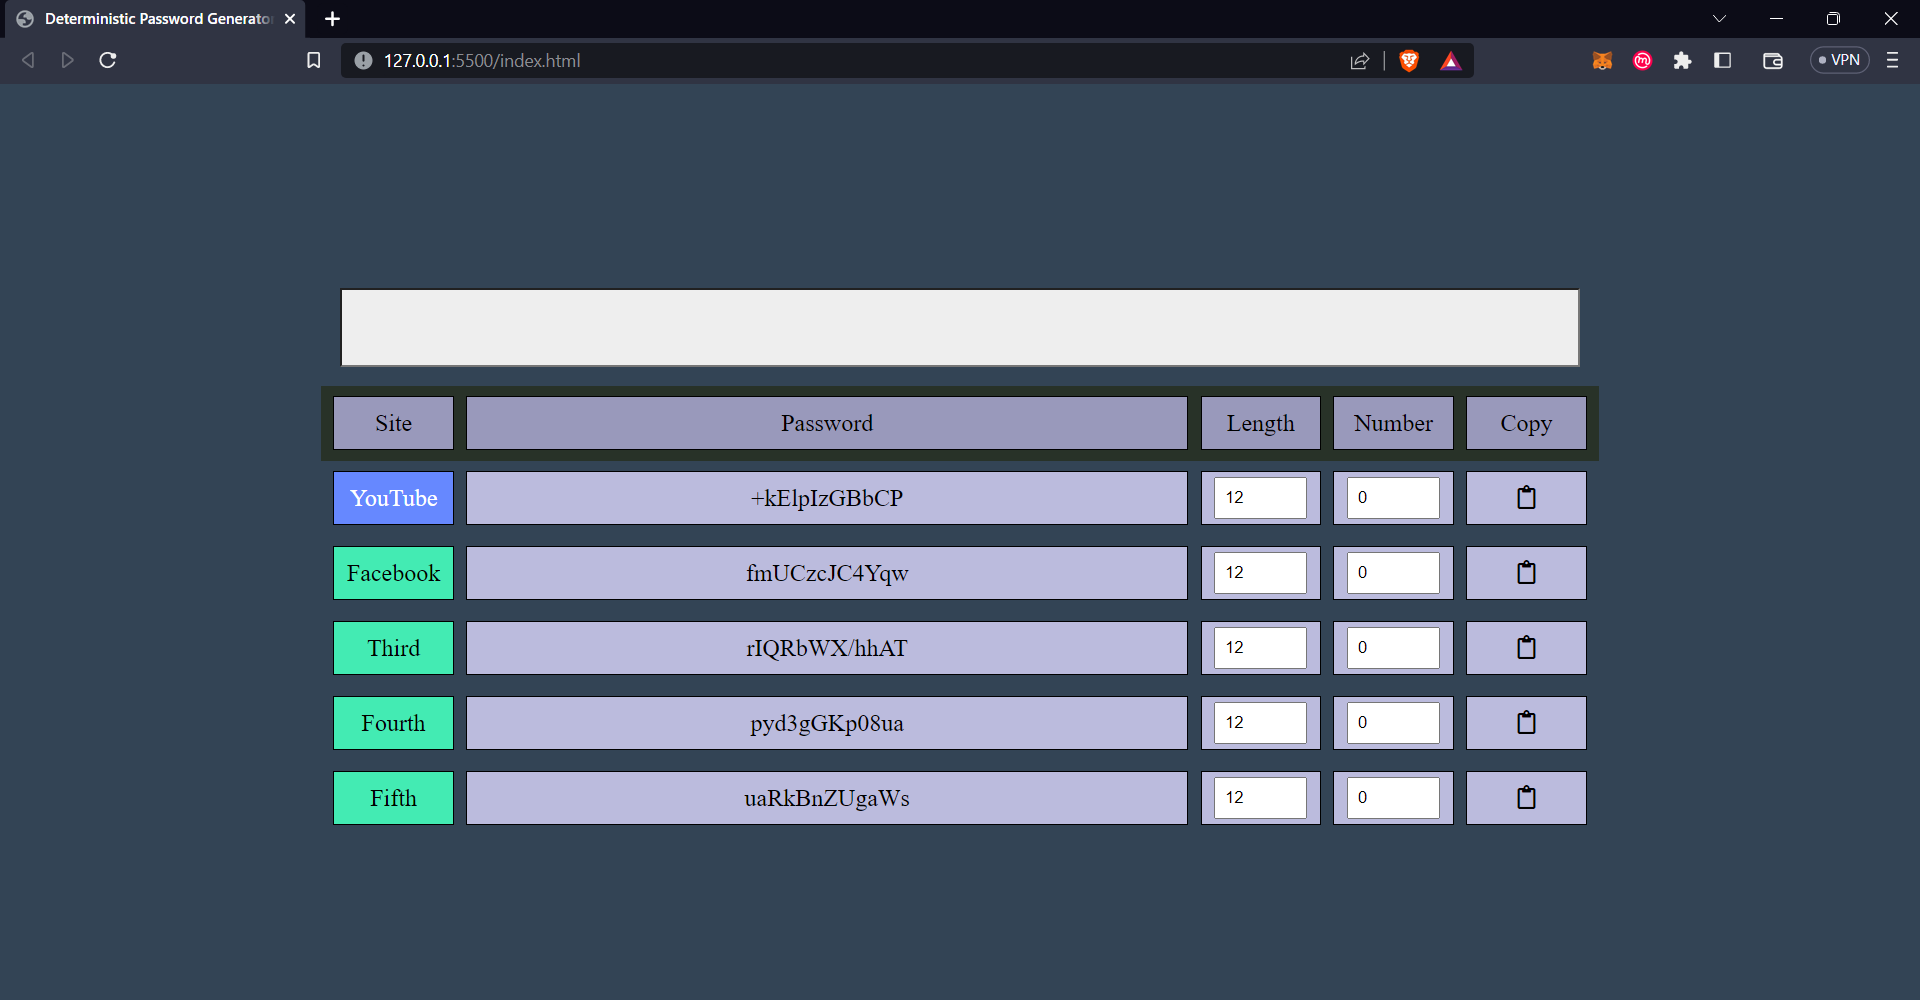 Deterministic Password Generator
127.0.0.1:5500/index.html
VPN
Site Password Length Number Copy
YouTube +kElpIzGBbCP 12 0
Facebook fmUCzcJC4Yqw 12 0
Third rIQRbWX/hhAT 12 0
Fourth pyd3gGKp08ua 12 0
Fifth uaRkBnZUgaWs 12 0